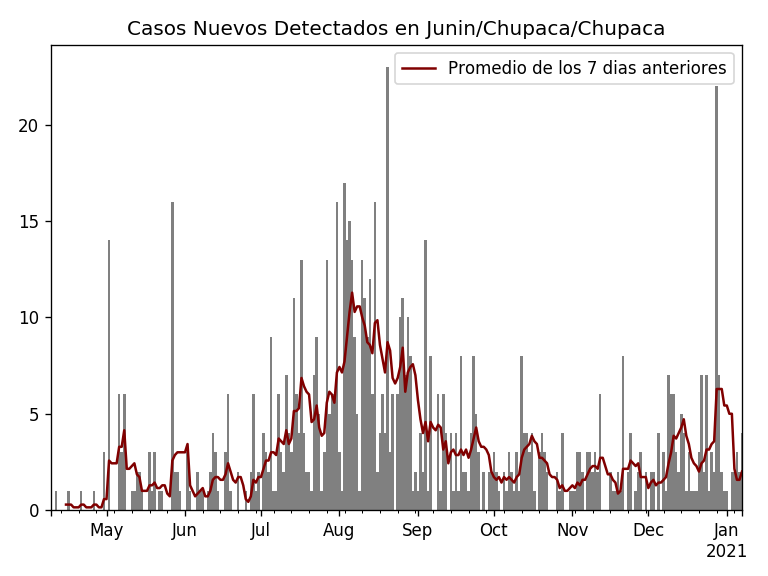 Casos Nuevos Detectados en Junin/Chupaca/Chupaca
Promedio de los 7 dias anteriores
20
15
10
5
0
May Jun Jul Aug Sep Oct Nov Dec Jan
2021